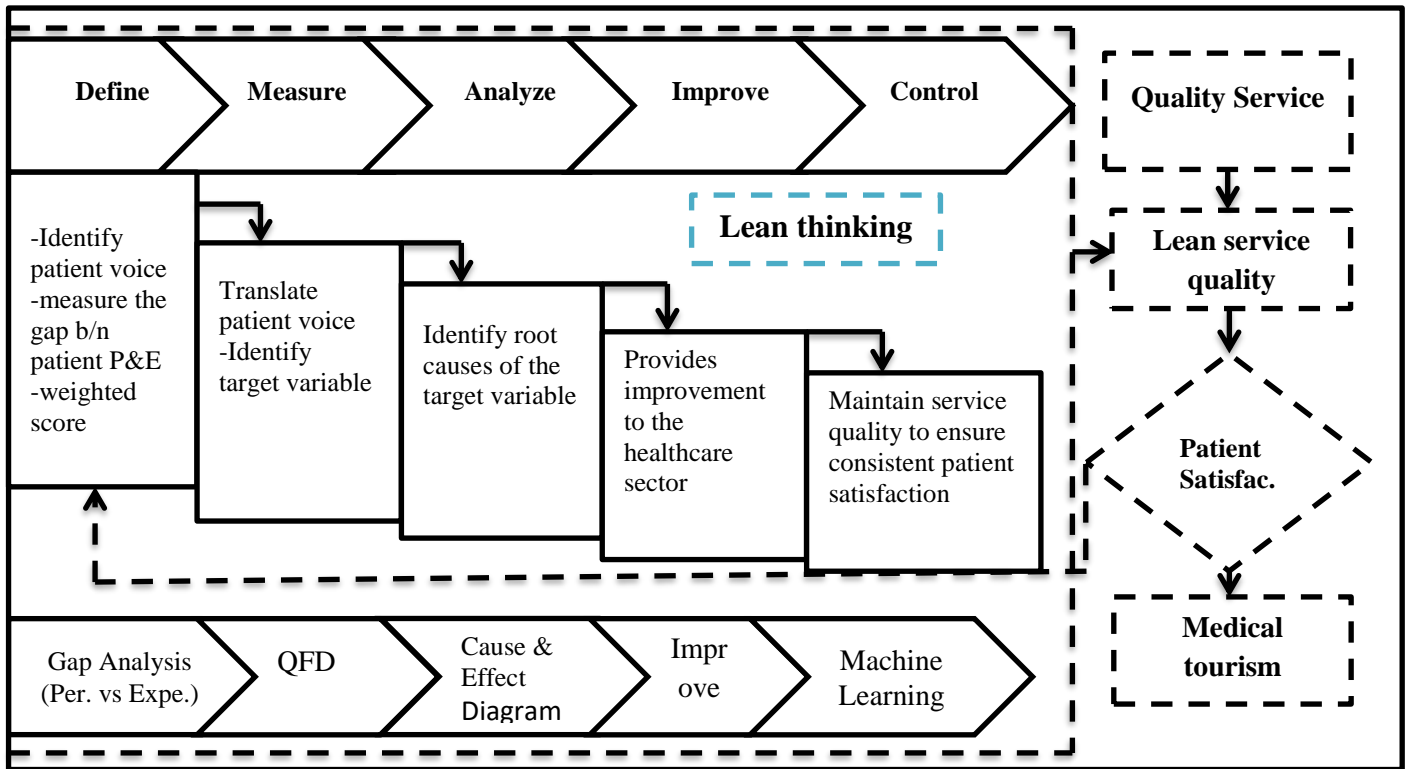 Define
Measure
Analyze
Improve
Control
Quality Service
Lean thinking
Lean service
quality
-Identify
patient voice
-measure the
gap b/n
patient P&E
-weighted
score
Translate
patient voice
-Identify
target variable
Identify root
causes of the
target variable
Provides
improvement
to the
healthcare
sector
Maintain service
quality to ensure
consistent patient
satisfaction
Patient
Satisfac.
Gap Analysis
(Per. vs Expe.)
QFD
Cause &
Effect
Diagram
Impr
ove
Machine
Learning
Medical
tourism